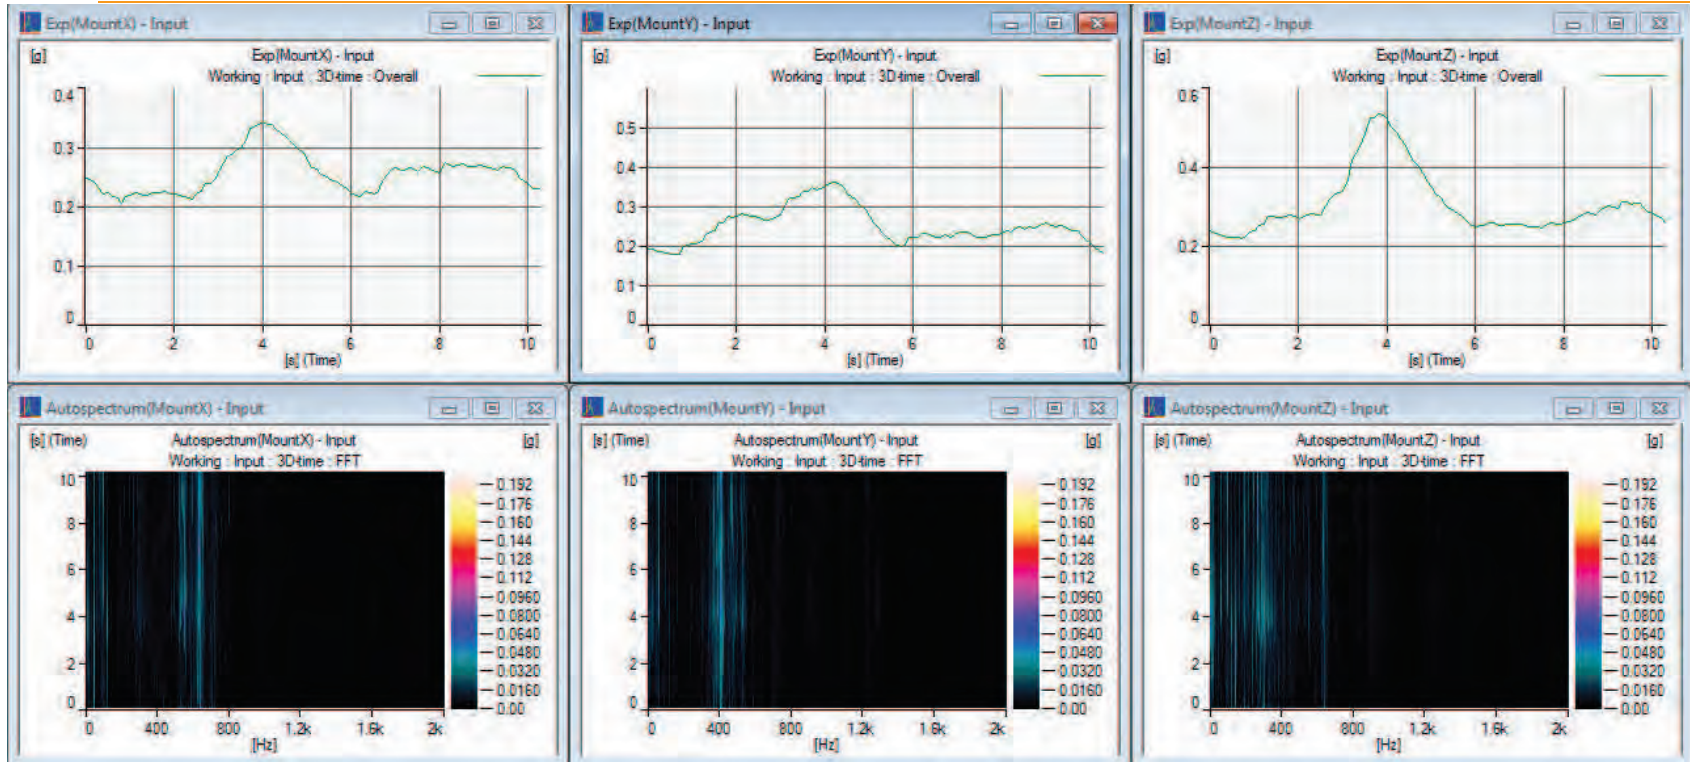 Exp(MountX) - Input
[g]
Exp(MountX) - Input
Working : Input : 3D-time : Overall
0.4
0.3
0.2
0.1
0
0 2 4 6 8 10
[s] (Time)
Exp(MountY) - Input
[g]
Exp(MountY) - Input
Working : Input : 3D-time : Overall
0.5
0.4
0.3
0.2
0.1
0
0 2 4 6 8 10
[s] (Time)
Exp(MountZ) - Input
[g]
Exp(MountZ) - Input
Working : Input : 3D-time : Overall
0.6
0.4
0.2
0
0 2 4 6 8 10
[s] (Time)
Autospectrum(MountX) - Input
[s] (Time) Autospectrum(MountX) - Input [g]
Working : Input : 3D-time : FFT
10
8
6
4
2
0
0 400 800 1.2k 1.6k 2k
[Hz]
0.192
0.176
0.160
0.144
0.128
0.112
0.0960
0.0800
0.0640
0.0480
0.0320
0.0160
0.00
Autospectrum(MountY) - Input
[s] (Time) Autospectrum(MountY) - Input [g]
Working : Input : 3D-time : FFT
10
8
6
4
2
0
0 400 800 1.2k 1.6k 2k
[Hz]
0.192
0.176
0.160
0.144
0.128
0.112
0.0960
0.0800
0.0640
0.0480
0.0320
0.0160
0.00
Autospectrum(MountZ) - Input
[s] (Time) Autospectrum(MountZ) - Input [g]
Working : Input : 3D-time : FFT
10
8
6
4
2
0
0 400 800 1.2k 1.6k 2k
[Hz]
0.192
0.176
0.160
0.144
0.128
0.112
0.0960
0.0800
0.0640
0.0480
0.0320
0.0160
0.00